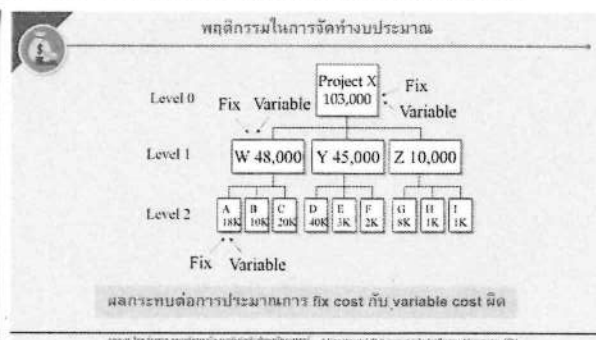 พฤติกรรมในการจัดทำงบประมาณ
Level 0
Project X
103,000
Fix
Variable
Fix Variable
Level 1
W 48,000
Y 45,000
Z 10,000
Level 2
A
18K
B
10K
C
20K
D
40K
E
3K
F
2K
G
8K
H
1K
I
1K
Fix Variable
ผลกระทบต่อการประมาณการ fix cost กับ variable cost ผิด